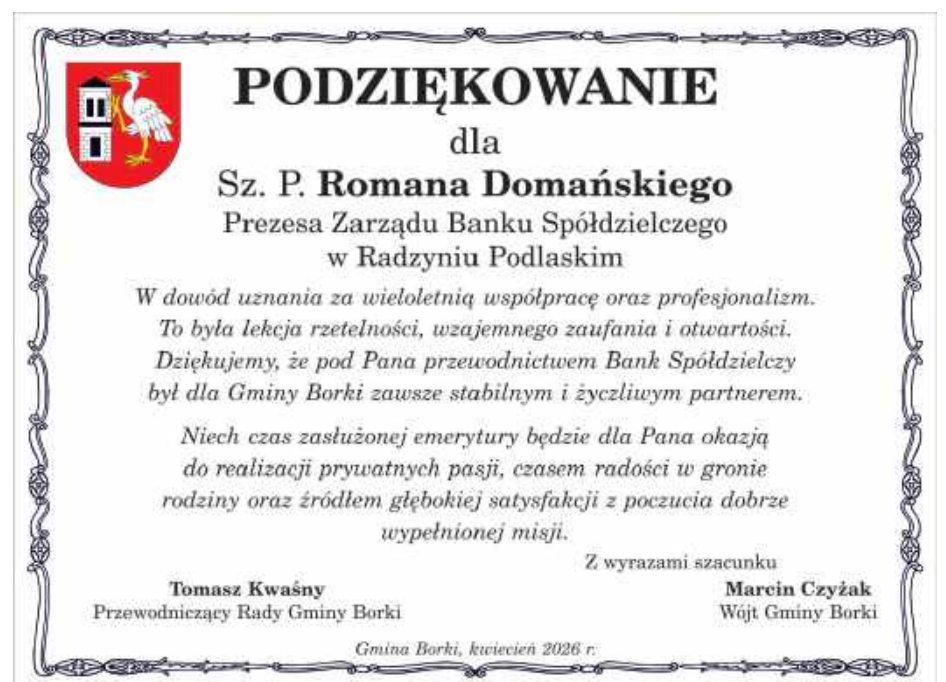 PODZIĘKOWANIE
dla
Sz. P. Romana Domańskiego
Prezesa Zarządu Banku Spółdzielczego
w Radzyniu Podlaskim
W dowód uznania za wieloletnią współpracę oraz profesjonalizm.
To była lekcja rzetelności, wzajemnego zaufania i otwartości.
Dziękujemy, że pod Pana przewodnictwem Bank Spółdzielczy
był dla Gminy Borki zawsze stabilnym i życzliwym partnerem.
Niech czas zasłużonej emerytury będzie dla Pana okazją
do realizacji prywatnych pasji, czasem radości w gronie
rodziny oraz źródłem głębokiej satysfakcji z poczucia dobrze
wypełnionej misji.
Z wyrazami szacunku
Tomasz Kwaśny
Przewodniczący Rady Gminy Borki
Marcin Czyżak
Wójt Gminy Borki
Gmina Borki, kwiecień 2026 r.